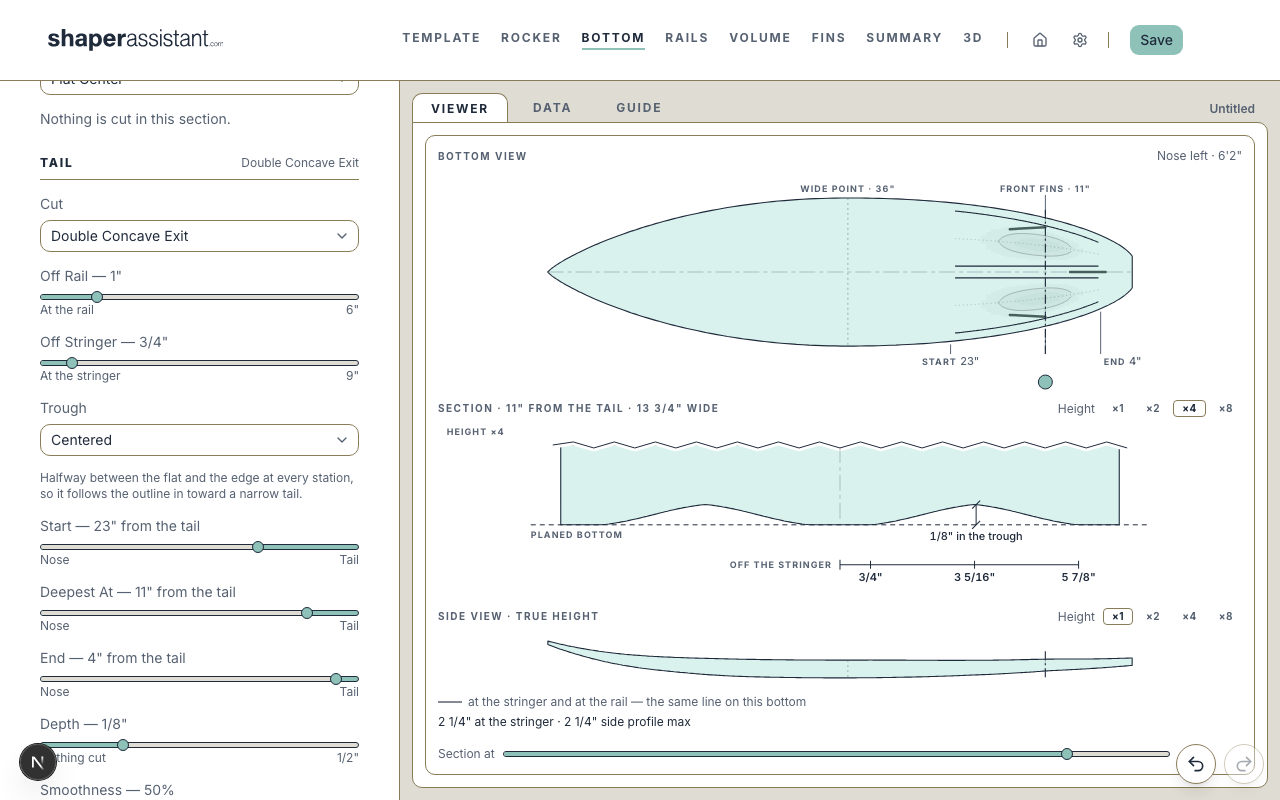 shaperassistant.com
TEMPLATE ROCKER BOTTOM RAILS VOLUME FINS SUMMARY 3D
Save
Flat Center
Nothing is cut in this section.
TAIL Double Concave Exit
Cut
Double Concave Exit
Off Rail — 1"
At the rail 6"
Off Stringer — 3/4"
At the stringer 9"
Trough
Centered
Halfway between the flat and the edge at every station,
so it follows the outline in toward a narrow tail.
Start — 23" from the tail
Nose Tail
Deepest At — 11" from the tail
Nose Tail
End — 4" from the tail
Nose Tail
Depth — 1/8"
thing cut 1/2"
Smoothness — 50%
N
VIEWER DATA GUIDE Untitled
BOTTOM VIEW Nose left · 6'2"
WIDE POINT · 36" FRONT FINS · 11"
START 23" END 4"
SECTION · 11" FROM THE TAIL · 13 3/4" WIDE Height ×1 ×2 ×4 ×8
HEIGHT ×4
PLANED BOTTOM 1/8" in the trough
OFF THE STRINGER
3/4" 3 5/16" 5 7/8"
SIDE VIEW · TRUE HEIGHT Height ×1 ×2 ×4 ×8
at the stringer and at the rail — the same line on this bottom
2 1/4" at the stringer · 2 1/4" side profile max
Section at